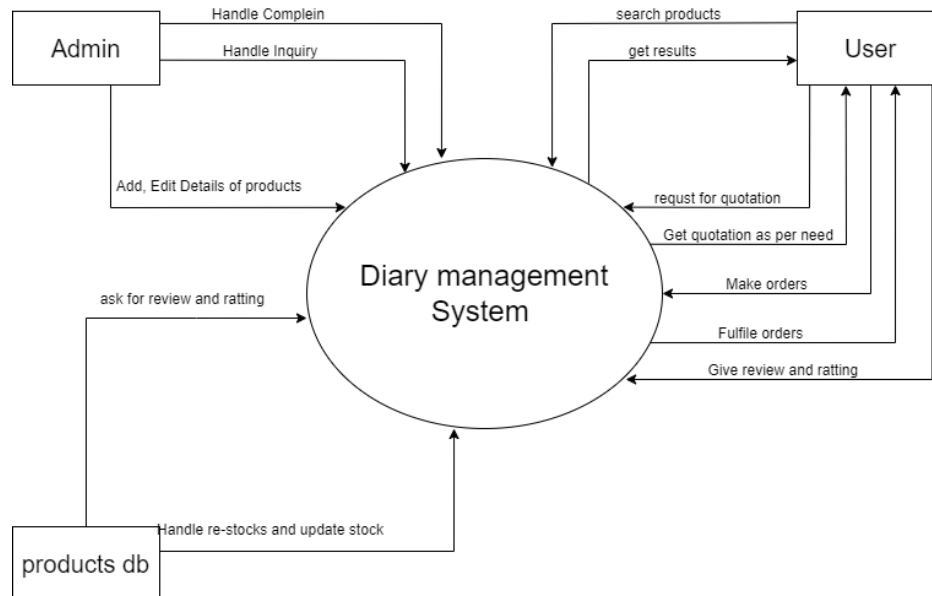 Handle Complein
search products
Admin
Handle Inquiry
get results
User
Add, Edit Details of products
requst for quotation
Get quotation as per need
Diary management
System
Make orders
ask for review and ratting
Fulfile orders
Give review and ratting
Handle re-stocks and update stock
products db